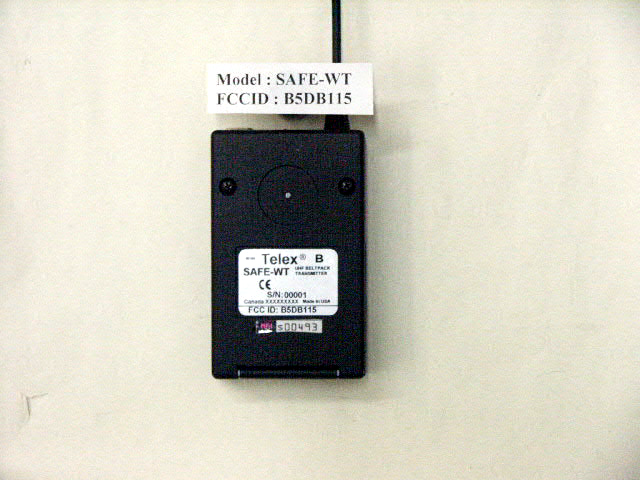 Model : SAFE-WT
FCCID : B5DB115
Telex® B
SAFE-WT UHF BELTPACK TRANSMITTER
CE
S/N: 00001
Canada XXXXXXXXX Made in USA
FCC ID: B5DB115
s00493